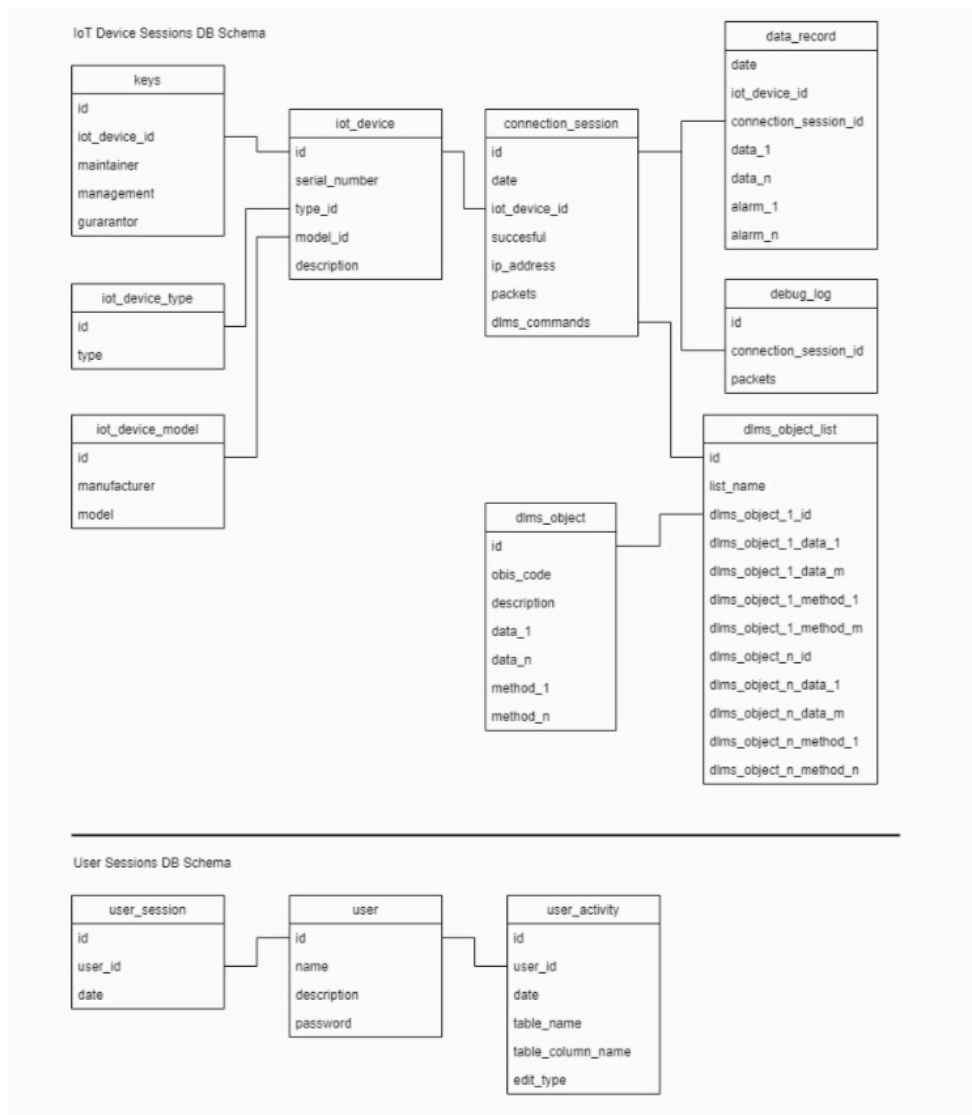 IoT Device Sessions DB Schema
keys
id
iot_device_id
maintainer
management
gurarantor
iot_device_type
id
type
iot_device_model
id
manufacturer
model
iot_device
id
serial_number
type_id
model_id
description
connection_session
id
date
iot_device_id
succesful
ip_address
packets
dlms_commands
data_record
date
iot_device_id
connection_session_id
data_1
data_n
alarm_1
alarm_n
debug_log
id
connection_session_id
packets
dlms_object
id
obis_code
description
data_1
data_n
method_1
method_n
dlms_object_list
id
list_name
dlms_object_1_id
dlms_object_1_data_1
dlms_object_1_data_m
dlms_object_1_method_1
dlms_object_1_method_m
dlms_object_n_id
dlms_object_n_data_1
dlms_object_n_data_m
dlms_object_n_method_1
dlms_object_n_method_n
User Sessions DB Schema
user_session
id
user_id
date
user
id
name
description
password
user_activity
id
user_id
date
table_name
table_column_name
edit_type